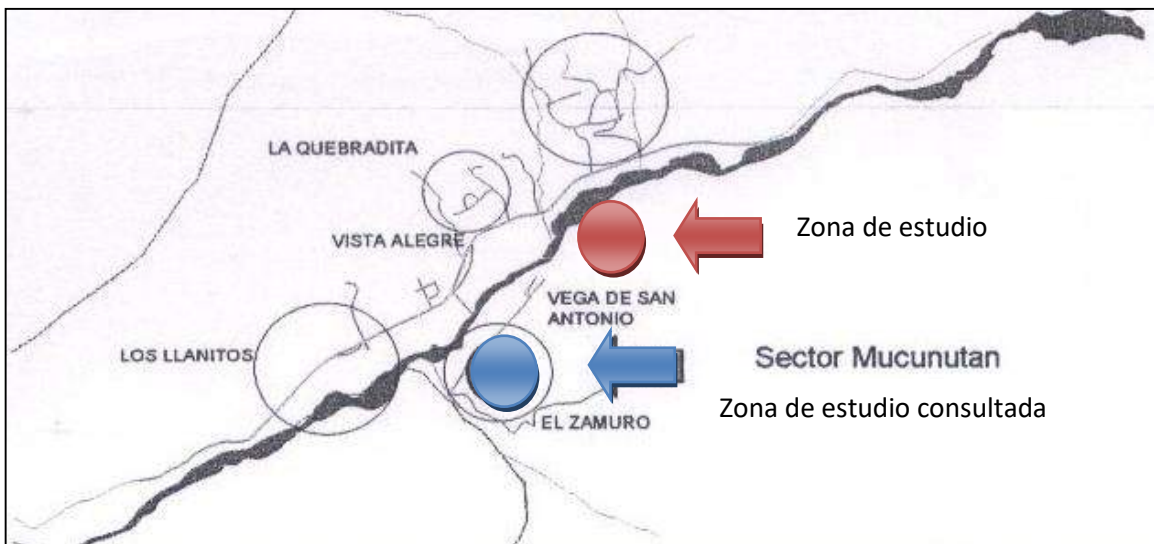 LA QUEBRADITA
VISTA ALEGRE
Zona de estudio
VEGA DE SAN
ANTONIO
LOS LLANITOS
Sector Mucunutan
Zona de estudio consultada
EL ZAMURO